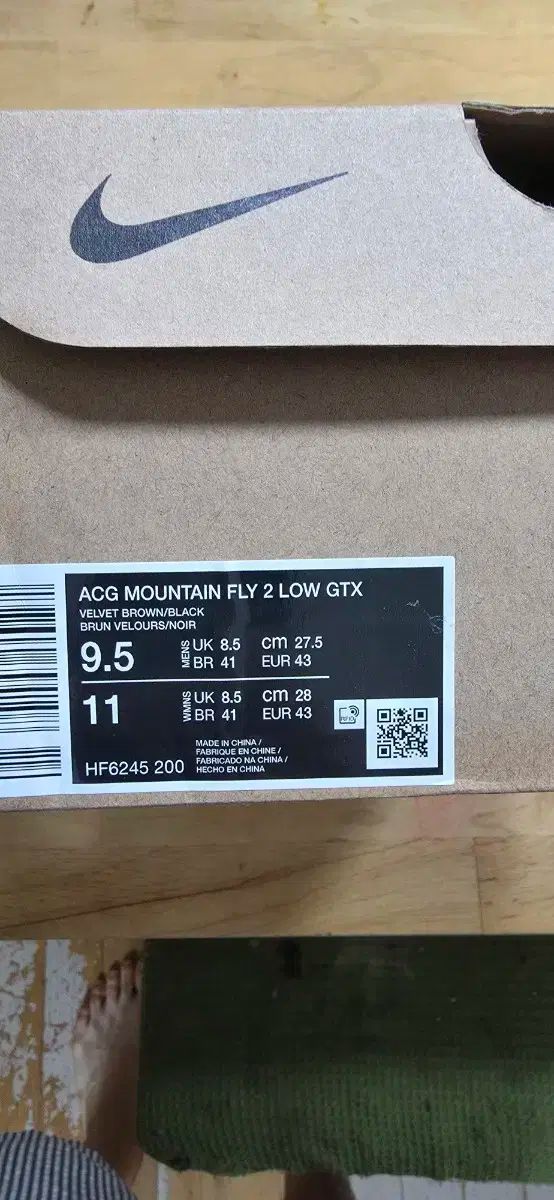 ACG MOUNTAIN FLY 2 LOW GTX
VELVET BROWN/BLACK
BRUN VELOURS/NOIR
9.5 MENS UK 8.5 cm 27.5
BR 41 EUR 43
11 WMNS UK 8.5 cm 28
BR 41 EUR 43
MADE IN CHINA /
FABRIQUE EN CHINE /
FABRICADO NA CHINA /
HECHO EN CHINA
HF6245 200